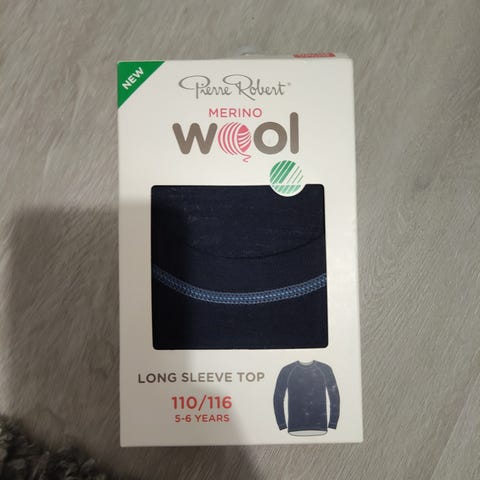 NEW
Pierre Robert®
MERINO
wool
LONG SLEEVE TOP
110/116
5-6 YEARS